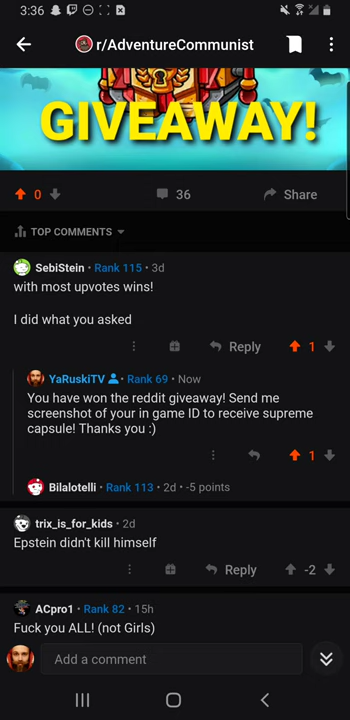 3:36
r/AdventureCommunist
GIVEAWAY!
0
36
Share
TOP COMMENTS
SebiStein • Rank 115 • 3d
with most upvotes wins!
I did what you asked
Reply
1
YaRuskiTV • Rank 69 • Now
You have won the reddit giveaway! Send me
screenshot of your in game ID to receive supreme
capsule! Thanks you :)
1
Bilalotelli • Rank 113 • 2d • -5 points
trix_is_for_kids • 2d
Epstein didn't kill himself
Reply
-2
ACpro1 • Rank 82 • 15h
Fuck you ALL! (not Girls)
Add a comment